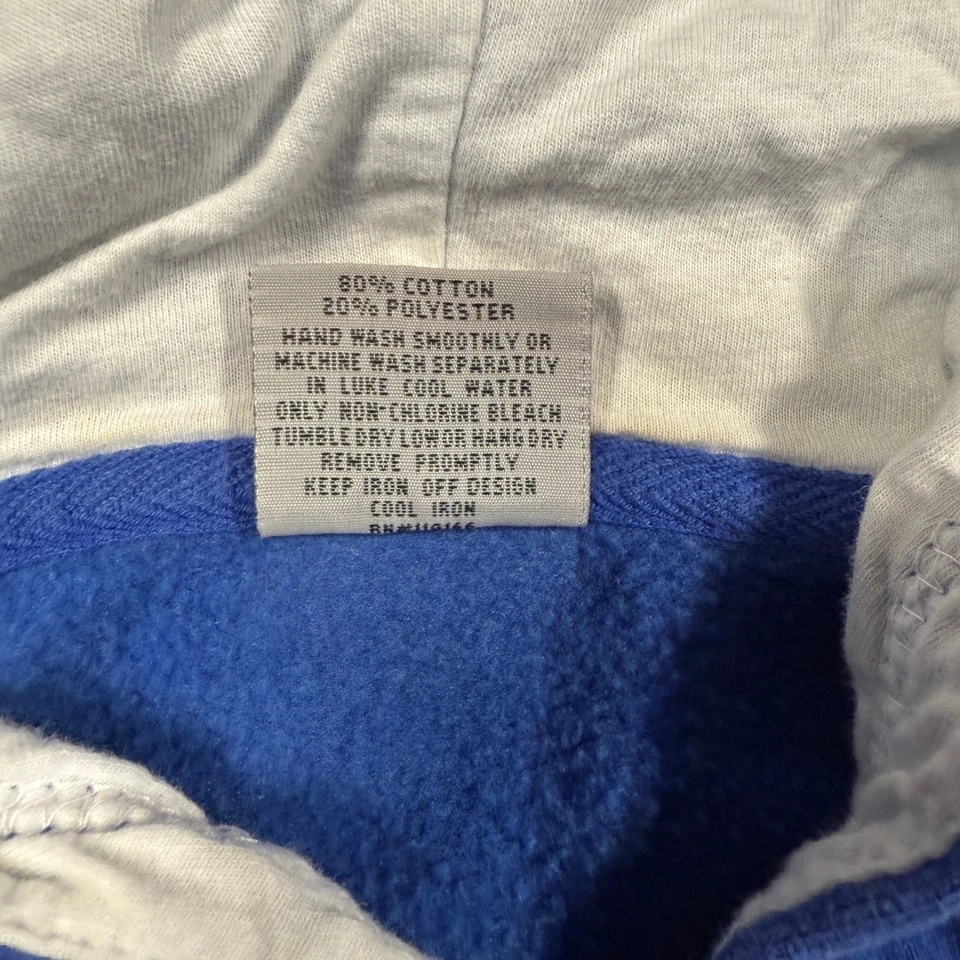 80% COTTON
20% POLYESTER
HAND WASH SMOOTHLY OR
MACHINE WASH SEPARATELY
IN LUKE COOL WATER
ONLY NON-CHLORINE BLEACH
TUMBLE DRY LOW OR HANG DRY
REMOVE PROMPTLY
KEEP IRON OFF DESIGN
COOL IRON